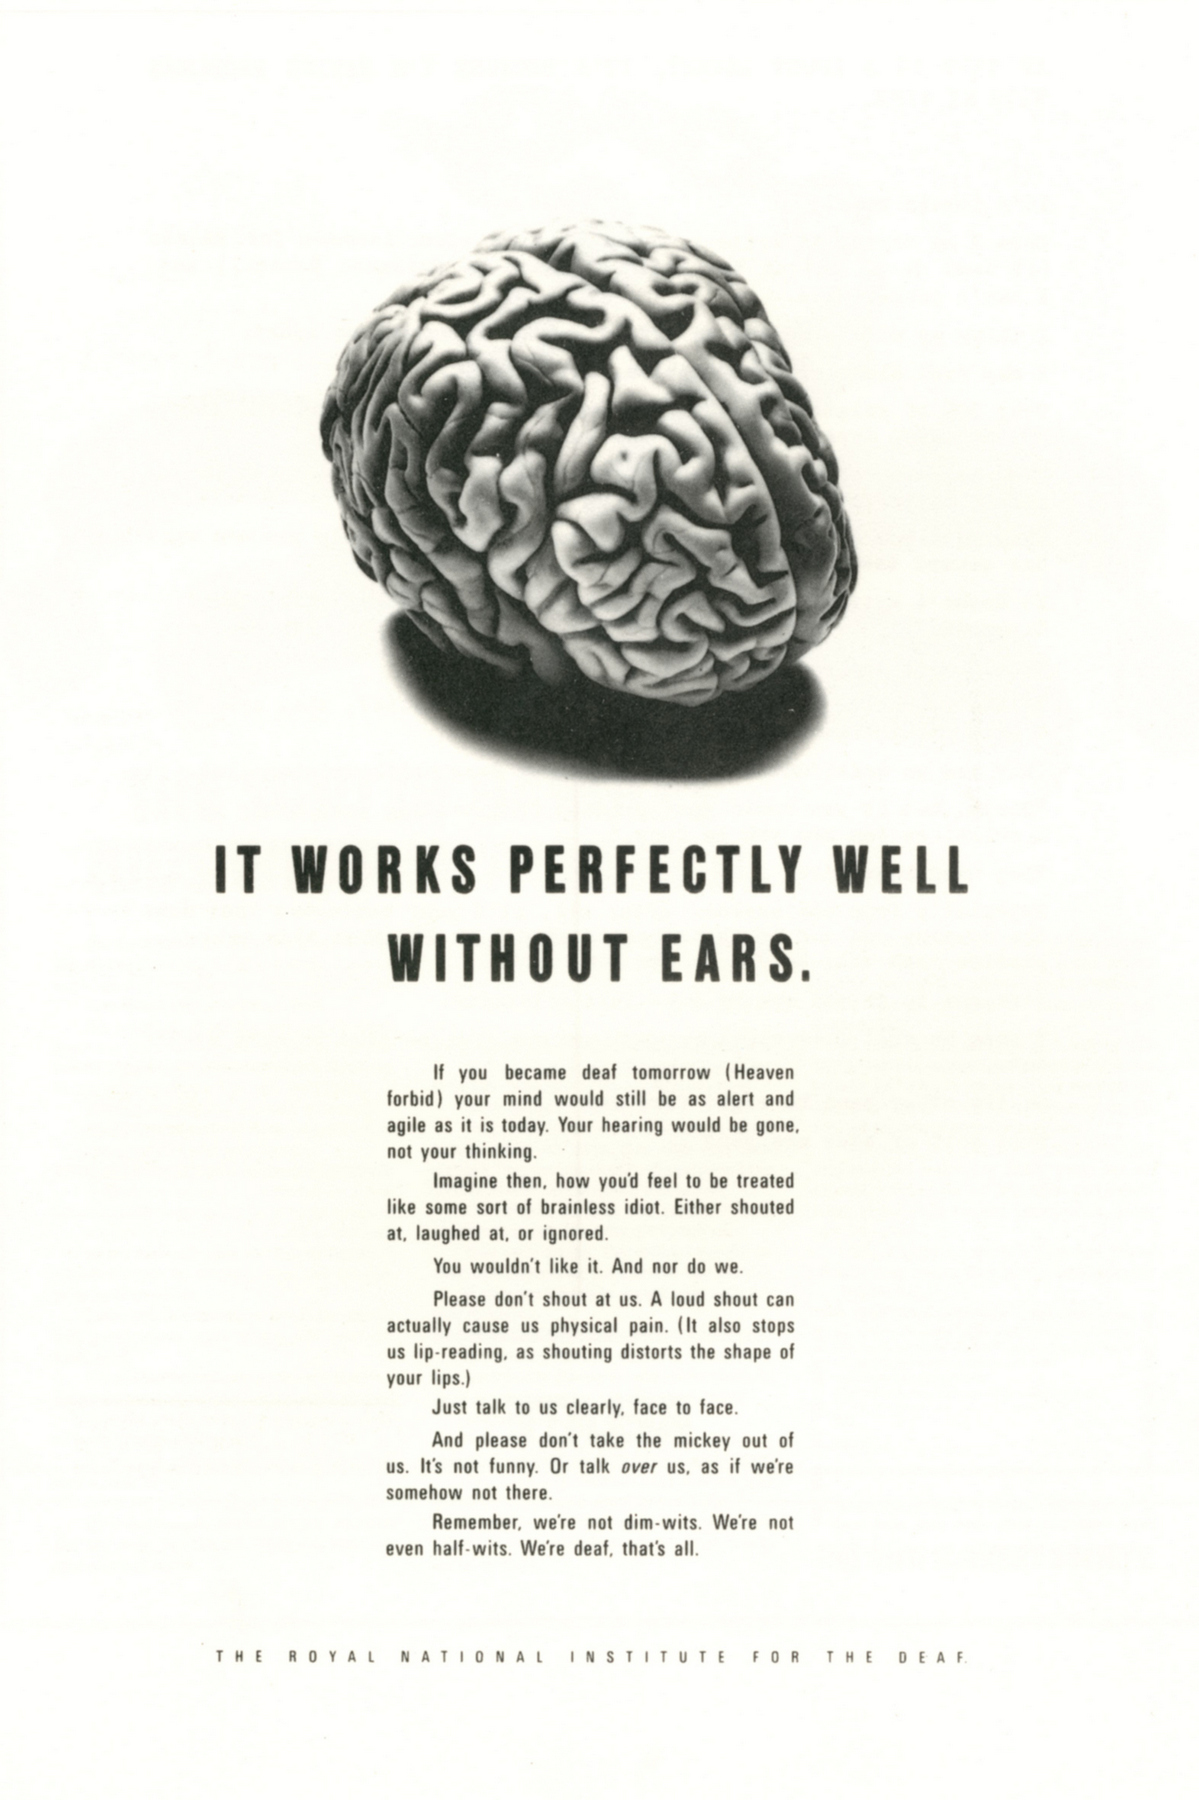 IT WORKS PERFECTLY WELL
WITHOUT EARS.
If you became deaf tomorrow (Heaven
forbid) your mind would still be as alert and
agile as it is today. Your hearing would be gone,
not your thinking.
Imagine then, how you'd feel to be treated
like some sort of brainless idiot. Either shouted
at, laughed at, or ignored.
You wouldn't like it. And nor do we.
Please don't shout at us. A loud shout can
actually cause us physical pain. (It also stops
us lip-reading, as shouting distorts the shape of
your lips.)
Just talk to us clearly, face to face.
And please don't take the mickey out of
us. It's not funny. Or talk over us, as if we're
somehow not there.
Remember, we're not dim-wits. We're not
even half-wits. We're deaf, that's all.
THE ROYAL NATIONAL INSTITUTE FOR THE DEAF.